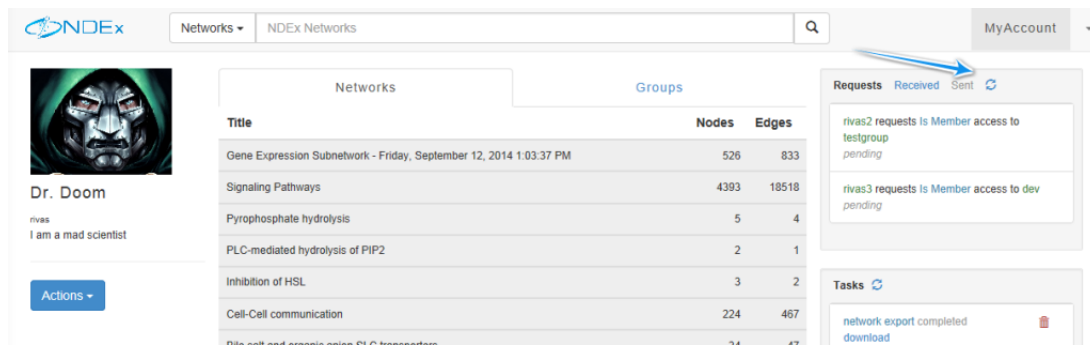 NDEx
Networks
NDEx Networks
MyAccount
Dr. Doom
rivas
I am a mad scientist
Actions
Networks
Groups
Title Nodes Edges
Gene Expression Subnetwork - Friday, September 12, 2014 1:03:37 PM 526 833
Signaling Pathways 4393 18518
Pyrophosphate hydrolysis 5 4
PLC-mediated hydrolysis of PIP2 2 1
Inhibition of HSL 3 2
Cell-Cell communication 224 467
Requests Received Sent
rivas2 requests Is Member access to
testgroup
pending
rivas3 requests Is Member access to dev
pending
Tasks
network export completed
download